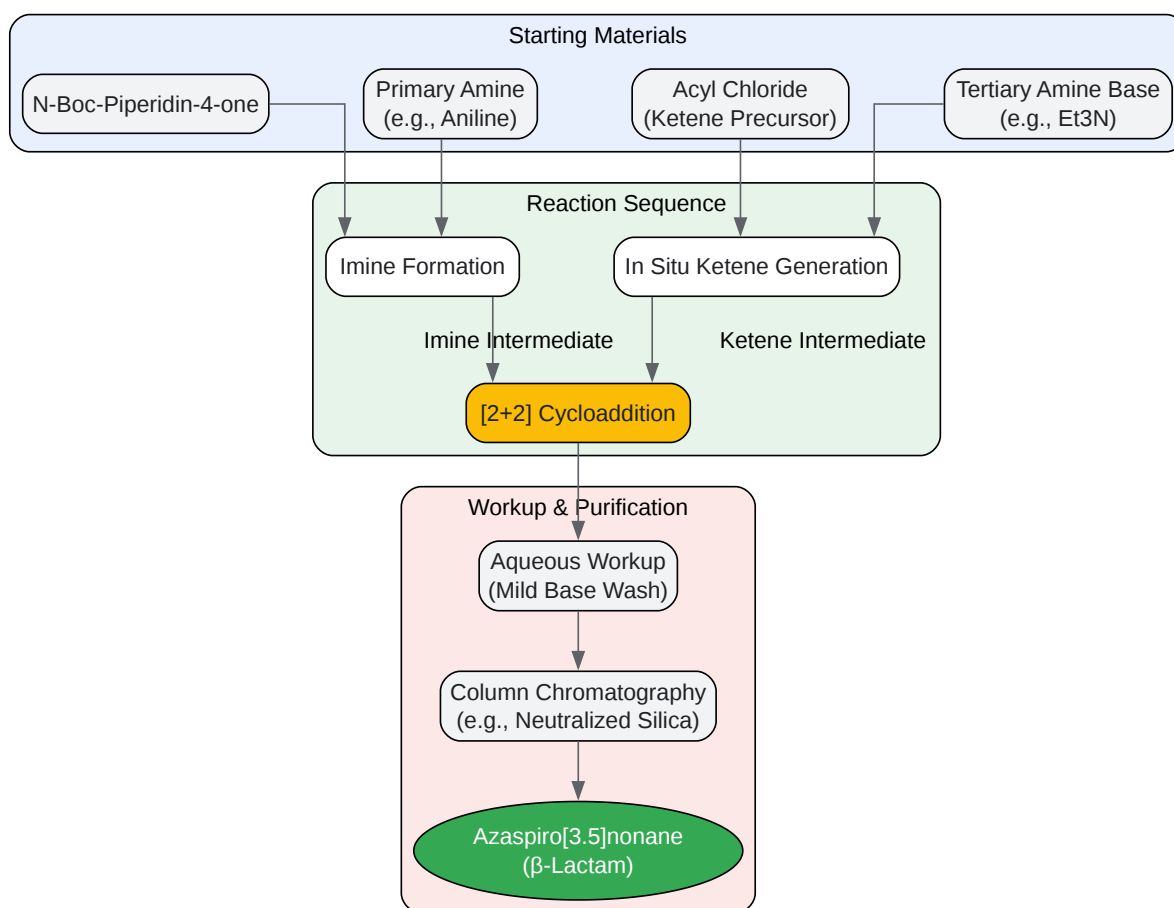 Starting Materials
N-Boc-Piperidin-4-one
Primary Amine
(e.g., Aniline)
Acyl Chloride
(Ketene Precursor)
Tertiary Amine Base
(e.g., Et3N)
Reaction Sequence
Imine Formation
In Situ Ketene Generation
Imine Intermediate
Ketene Intermediate
[2+2] Cycloaddition
Workup & Purification
Aqueous Workup
(Mild Base Wash)
Column Chromatography
(e.g., Neutralized Silica)
Azaspiro[3.5]nonane
(β-Lactam)